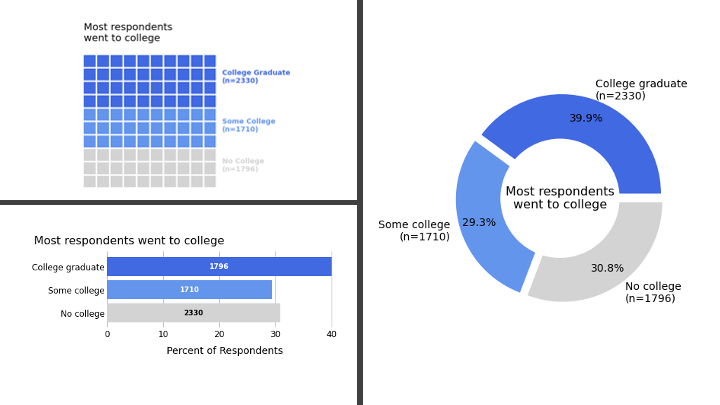 Most respondents
went to college
College Graduate
(n=2330)
Some College
(n=1710)
No College
(n=1796)
Most respondents went to college
College graduate
1796
Some college
1710
No college
2330
0 10 20 30 40
Percent of Respondents
College graduate
(n=2330)
39.9%
Most respondents
went to college
Some college
(n=1710)
29.3%
30.8%
No college
(n=1796)